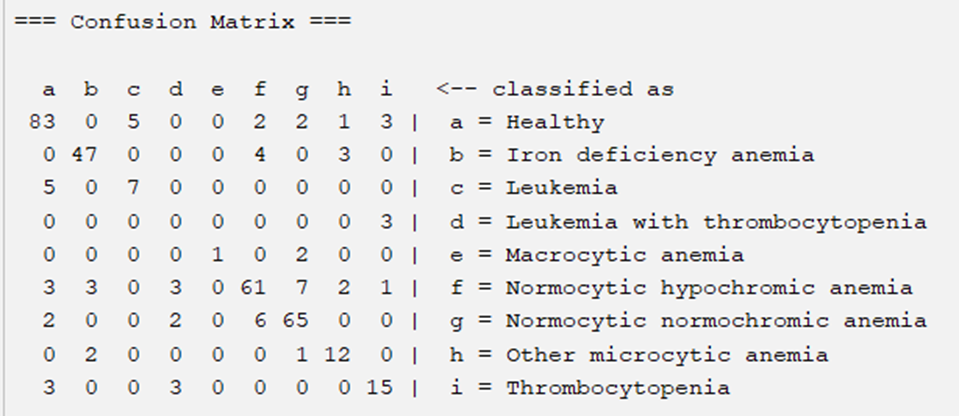 === Confusion Matrix ===
a b c d e f g h i <-- classified as
83 0 5 0 0 2 2 1 3 | a = Healthy
0 47 0 0 0 4 0 3 0 | b = Iron deficiency anemia
5 0 7 0 0 0 0 0 0 | c = Leukemia
0 0 0 0 0 0 0 0 3 | d = Leukemia with thrombocytopenia
0 0 0 0 1 0 2 0 0 | e = Macrocytic anemia
3 3 0 3 0 61 7 2 1 | f = Normocytic hypochromic anemia
2 0 0 2 0 6 65 0 0 | g = Normocytic normochromic anemia
0 2 0 0 0 0 1 12 0 | h = Other microcytic anemia
3 0 0 3 0 0 0 0 15 | i = Thrombocytopenia